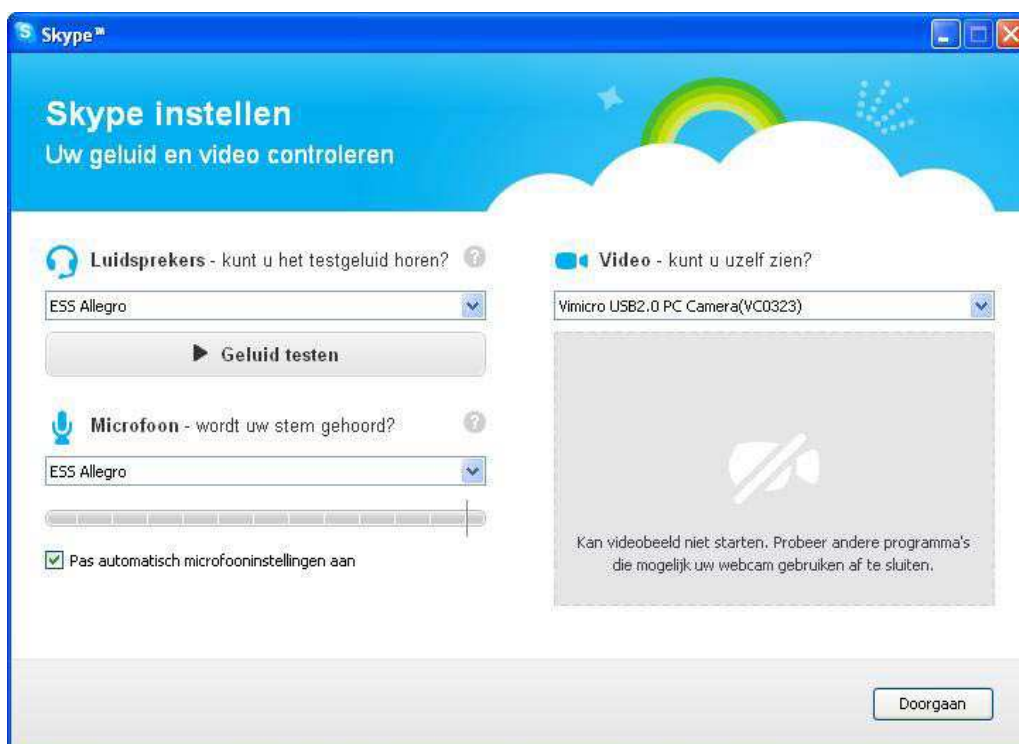 Skype™
Skype instellen
Uw geluid en video controleren
Luidsprekers - kunt u het testgeluid horen? ?
ESS Allegro
Geluid testen
Microfoon - wordt uw stem gehoord? ?
ESS Allegro
Pas automatisch microfooninstellingen aan
Video - kunt u uzelf zien?
Vimicro USB2.0 PC Camera(VC0323)
Kan videobeeld niet starten. Probeer andere programma's
die mogelijk uw webcam gebruiken af te sluiten.
Doorgaan